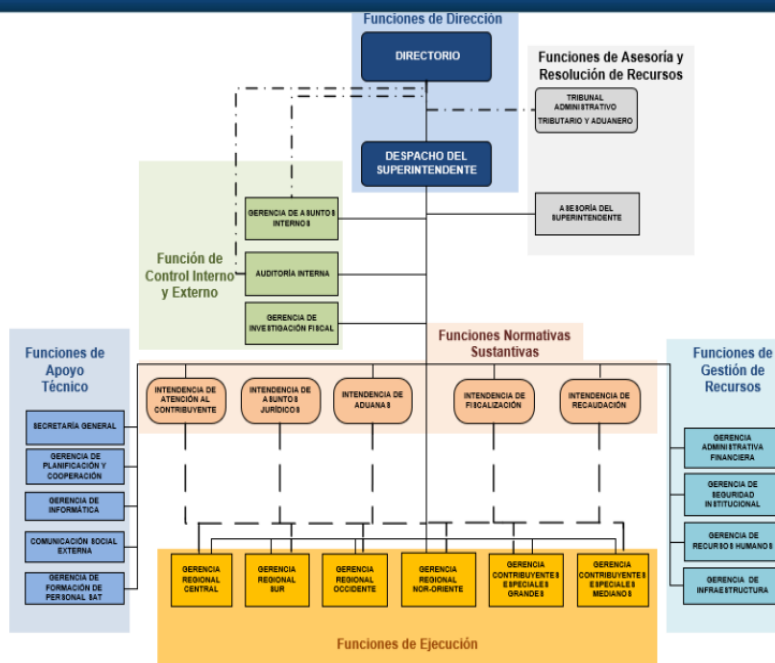 Funciones de Dirección
DIRECTORIO
Funciones de Asesoría y
Resolución de Recursos
TRIBUNAL
ADMINISTRATIVO
TRIBUTARIO Y ADUANERO
DESPACHO DEL
SUPERINTENDENTE
ASESORÍA DEL
SUPERINTENDENTE
GERENCIA DE ASUNTOS
INTERNOS
Función de
Control Interno
y Externo
AUDITORÍA INTERNA
GERENCIA DE
INVESTIGACIÓN FISCAL
Funciones Normativas
Sustantivas
Funciones de
Apoyo
Técnico
Funciones de
Gestión de
Recursos
INTENDENCIA DE
ATENCIÓN AL
CONTRIBUYENTE
INTENDENCIA DE
ASUNTOS
JURÍDICOS
INTENDENCIA DE
ADUANAS
INTENDENCIA DE
FISCALIZACIÓN
INTENDENCIA DE
RECAUDACIÓN
SECRETARÍA GENERAL
GERENCIA DE
PLANIFICACIÓN Y
COOPERACIÓN
GERENCIA DE
INFORMÁTICA
COMUNICACIÓN SOCIAL
EXTERNA
GERENCIA DE
FORMACIÓN DE
PERSONAL SAT
GERENCIA
ADMINISTRATIVA
FINANCIERA
GERENCIA DE
SEGURIDAD
INSTITUCIONAL
GERENCIA DE
RECURSOS HUMANOS
GERENCIA DE
INFRAESTRUCTURA
GERENCIA
REGIONAL
CENTRAL
GERENCIA
REGIONAL
SUR
GERENCIA
REGIONAL
OCCIDENTE
GERENCIA
REGIONAL
NOR-ORIENTE
GERENCIA
CONTRIBUYENTES
ESPECIALES
GRANDES
GERENCIA
CONTRIBUYENTES
ESPECIALES
MEDIANOS
Funciones de Ejecución